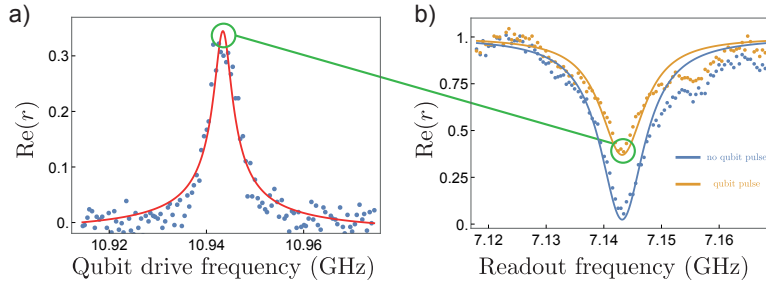 a)
Re(r)
0.3
0.2
0.1
0.
10.92
10.94
10.96
Qubit drive frequency (GHz)
b)
Re(r)
1.
0.75
0.5
0.25
0.
no qubit pulse
qubit pulse
7.12
7.13
7.14
7.15
7.16
Readout frequency (GHz)